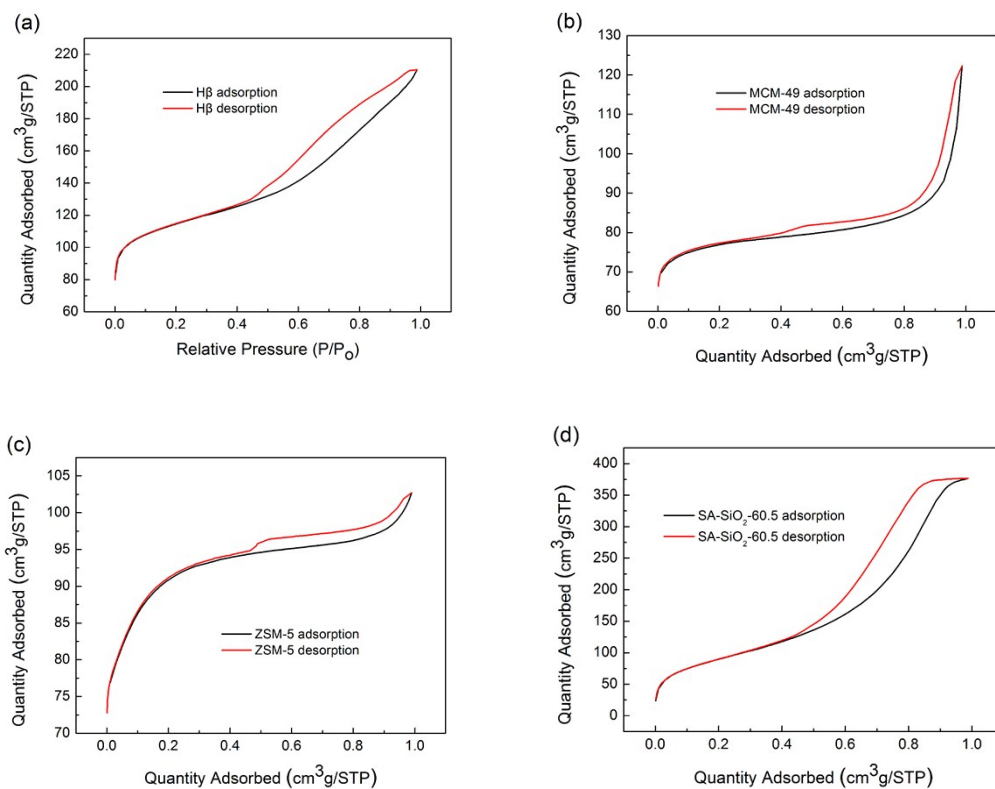 (a)
220
200
180
160
140
120
100
80
60
Quantity Adsorbed (cm³g/STP)
Hβ adsorption
Hβ desorption
0.0 0.2 0.4 0.6 0.8 1.0
Relative Pressure (P/Po)
(b)
130
120
110
100
90
80
70
60
Quantity Adsorbed (cm³g/STP)
MCM-49 adsorption
MCM-49 desorption
0.0 0.2 0.4 0.6 0.8 1.0
Quantity Adsorbed (cm³g/STP)
(c)
105
100
95
90
85
80
75
70
Quantity Adsorbed (cm³g/STP)
ZSM-5 adsorption
ZSM-5 desorption
0.0 0.2 0.4 0.6 0.8 1.0
Quantity Adsorbed (cm³g/STP)
(d)
400
350
300
250
200
150
100
50
0
Quantity Adsorbed (cm³g/STP)
SA-SiO₂-60.5 adsorption
SA-SiO₂-60.5 desorption
0.0 0.2 0.4 0.6 0.8 1.0
Quantity Adsorbed (cm³g/STP)